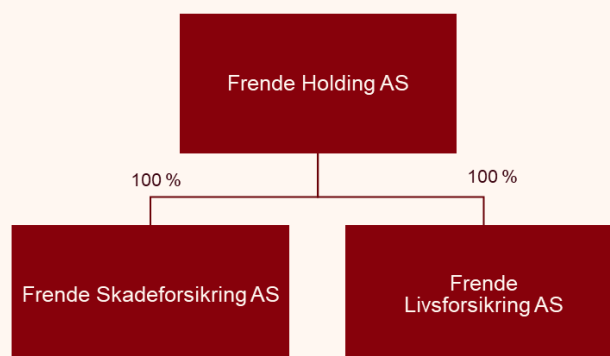 Frende Holding AS
100 %
100 %
Frende Skadeforsikring AS
Frende
Livsforsikring AS